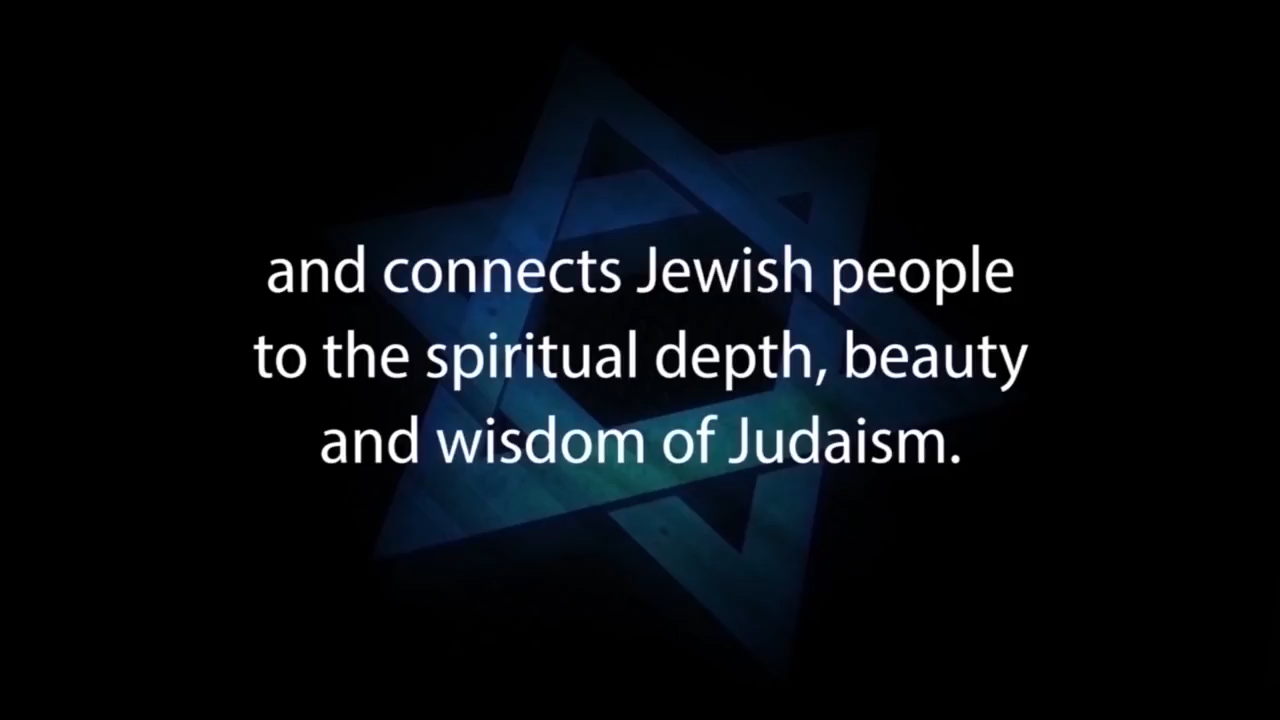 and connects Jewish people
to the spiritual depth, beauty
and wisdom of Judaism.